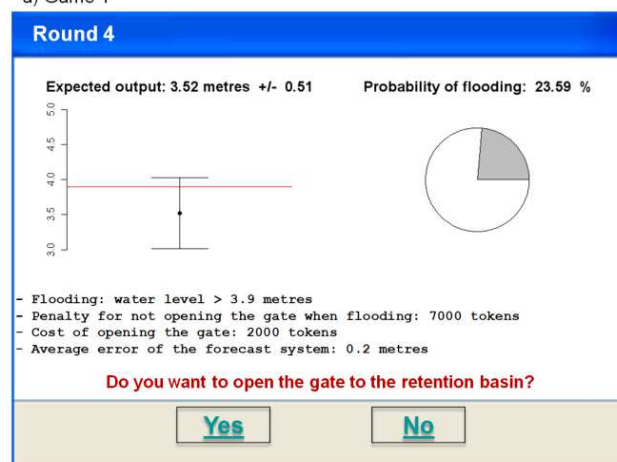 Round 4
Expected output: 3.52 metres +/- 0.51
Probability of flooding: 23.59 %
5.0
4.5
4.0
3.5
3.0
- Flooding: water level > 3.9 metres
- Penalty for not opening the gate when flooding: 7000 tokens
- Cost of opening the gate: 2000 tokens
- Average error of the forecast system: 0.2 metres
Do you want to open the gate to the retention basin?
Yes
No